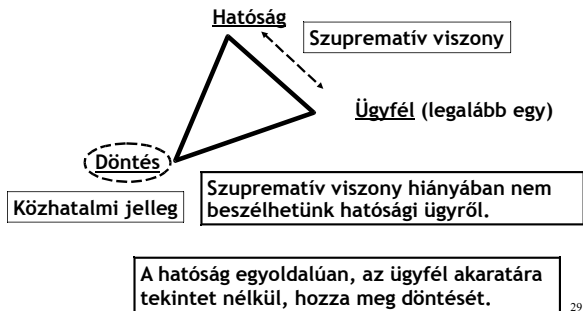 Hatóság
Szuprematív viszony
Ügyfél (legalább egy)
Döntés
Közhatalmi jelleg
Szuprematív viszony hiányában nem
beszélhetünk hatósági ügyről.
A hatóság egyoldalúan, az ügyfél akaratára
tekintet nélkül, hozza meg döntését.
29